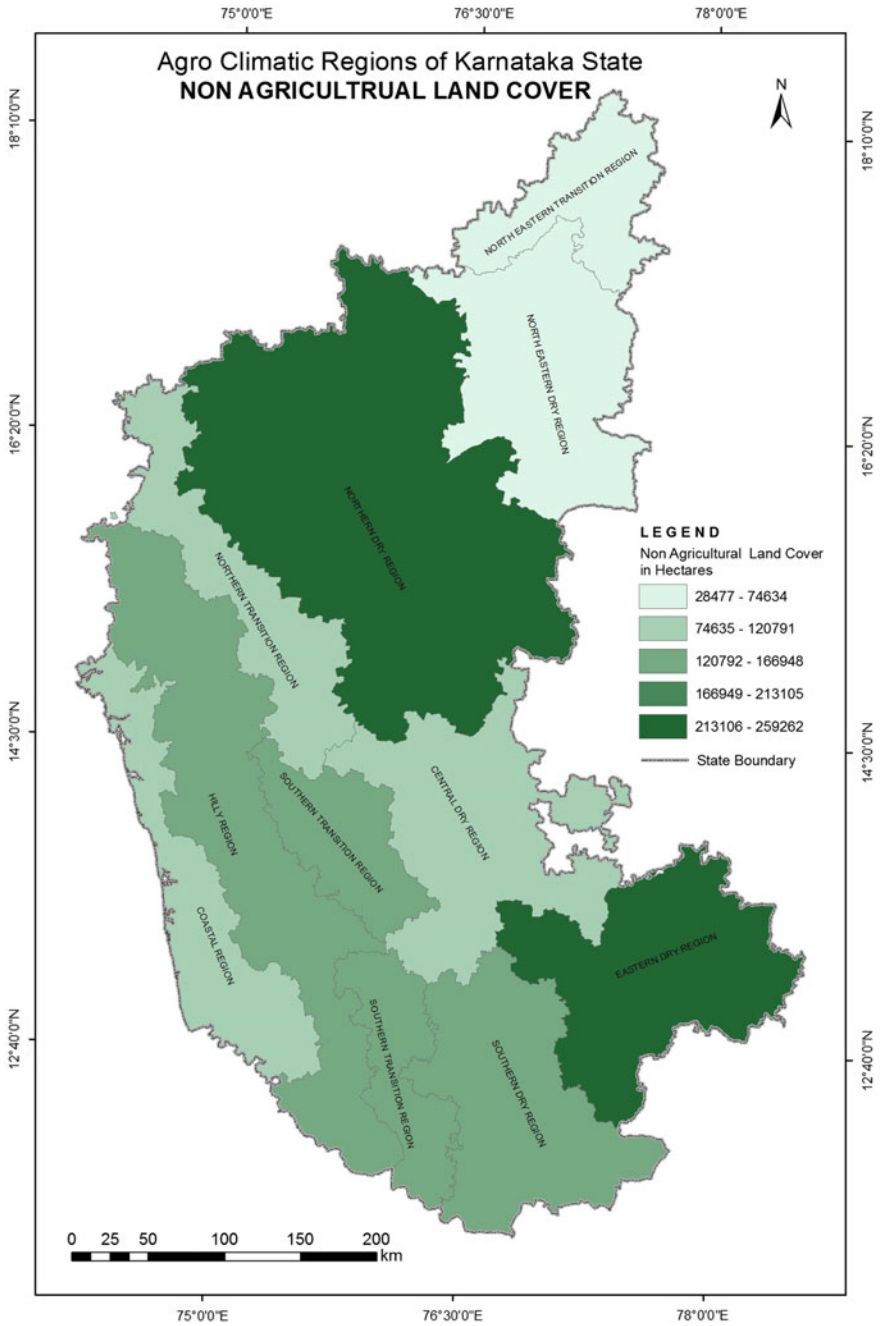 75°0'0"E 76°30'0"E 78°0'0"E
Agro Climatic Regions of Karnataka State
NON AGRICULTRUAL LAND COVER
N
18°10'0"N
18°10'0"N
NORTH EASTERN TRANSITION REGION
NORTH EASTERN DRY REGION
16°20'0"N
16°20'0"N
NORTHERN DRY REGION
NORTHERN TRANSITION REGION
LEGEND
Non Agricultural Land Cover
in Hectares
28477 - 74634
74635 - 120791
120792 - 166948
166949 - 213105
213106 - 259262
State Boundary
14°30'0"N
14°30'0"N
CENTRAL DRY REGION
SOUTHERN TRANSITION REGION
HILLY REGION
COASTAL REGION
EASTERN DRY REGION
12°40'0"N
12°40'0"N
SOUTHERN TRANSITION REGION
SOUTHERN DRY REGION
0 25 50 100 150 200
km
75°0'0"E 76°30'0"E 78°0'0"E